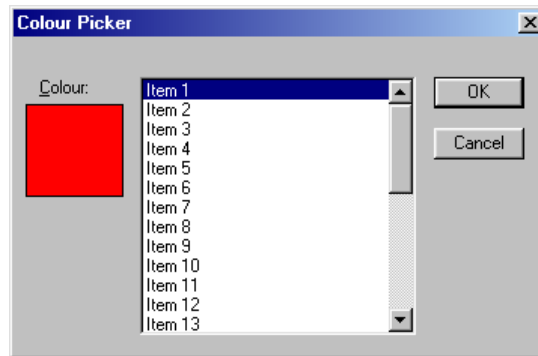 Colour Picker
Colour:
Item 1
Item 2
Item 3
Item 4
Item 5
Item 6
Item 7
Item 8
Item 9
Item 10
Item 11
Item 12
Item 13
OK
Cancel